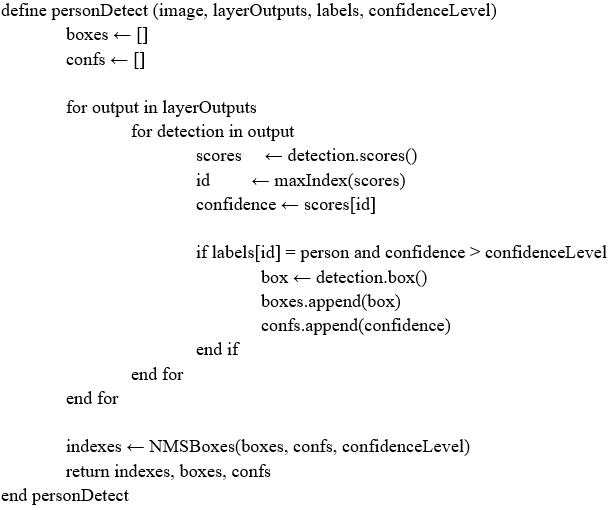 define personDetect (image, layerOutputs, labels, confidenceLevel)
boxes ← []
confs ← []
for output in layerOutputs
for detection in output
scores ← detection.scores()
id ← maxIndex(scores)
confidence ← scores[id]
if labels[id] = person and confidence > confidenceLevel
box ← detection.box()
boxes.append(box)
confs.append(confidence)
end if
end for
end for
indexes ← NMSBoxes(boxes, confs, confidenceLevel)
return indexes, boxes, confs
end personDetect